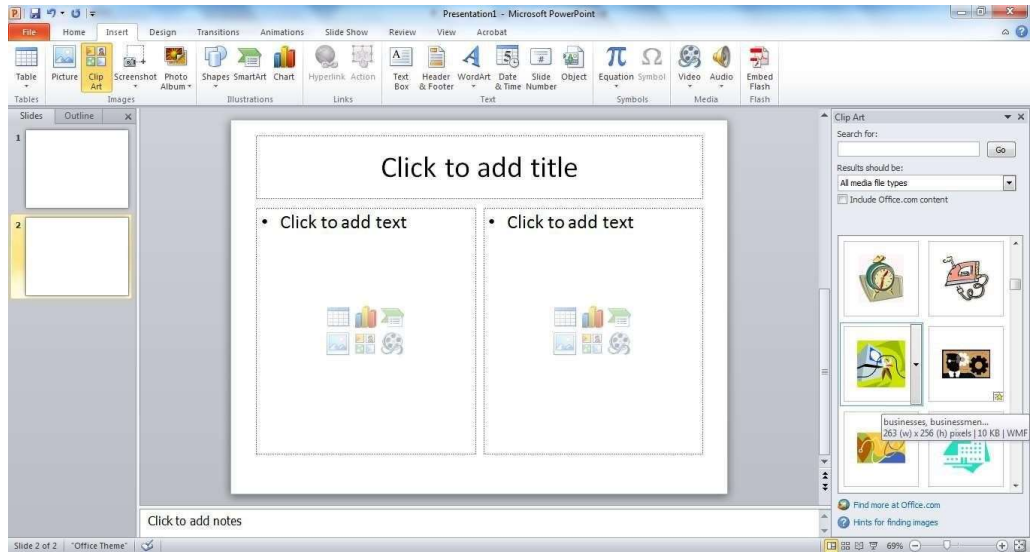 Presentation1 - Microsoft PowerPoint
File Home Insert Design Transitions Animations Slide Show Review View Acrobat
Table Picture Clip Art Screenshot Photo Album Shapes SmartArt Chart Hyperlink Action Text Box Header & Footer WordArt Date & Time Slide Number Object Equation Symbol Video Audio Embed Flash
Tables Images Illustrations Links Text Symbols Media Flash
Slides Outline
1
2
Click to add title
• Click to add text
• Click to add text
Click to add notes
Clip Art
Search for:
Go
Results should be:
All media file types
Include Office.com content
businesses, businessmen...
263 (w) x 256 (h) pixels | 10 KB | WMF
Find more at Office.com
Hints for finding images
Slide 2 of 2 "Office Theme" 69%